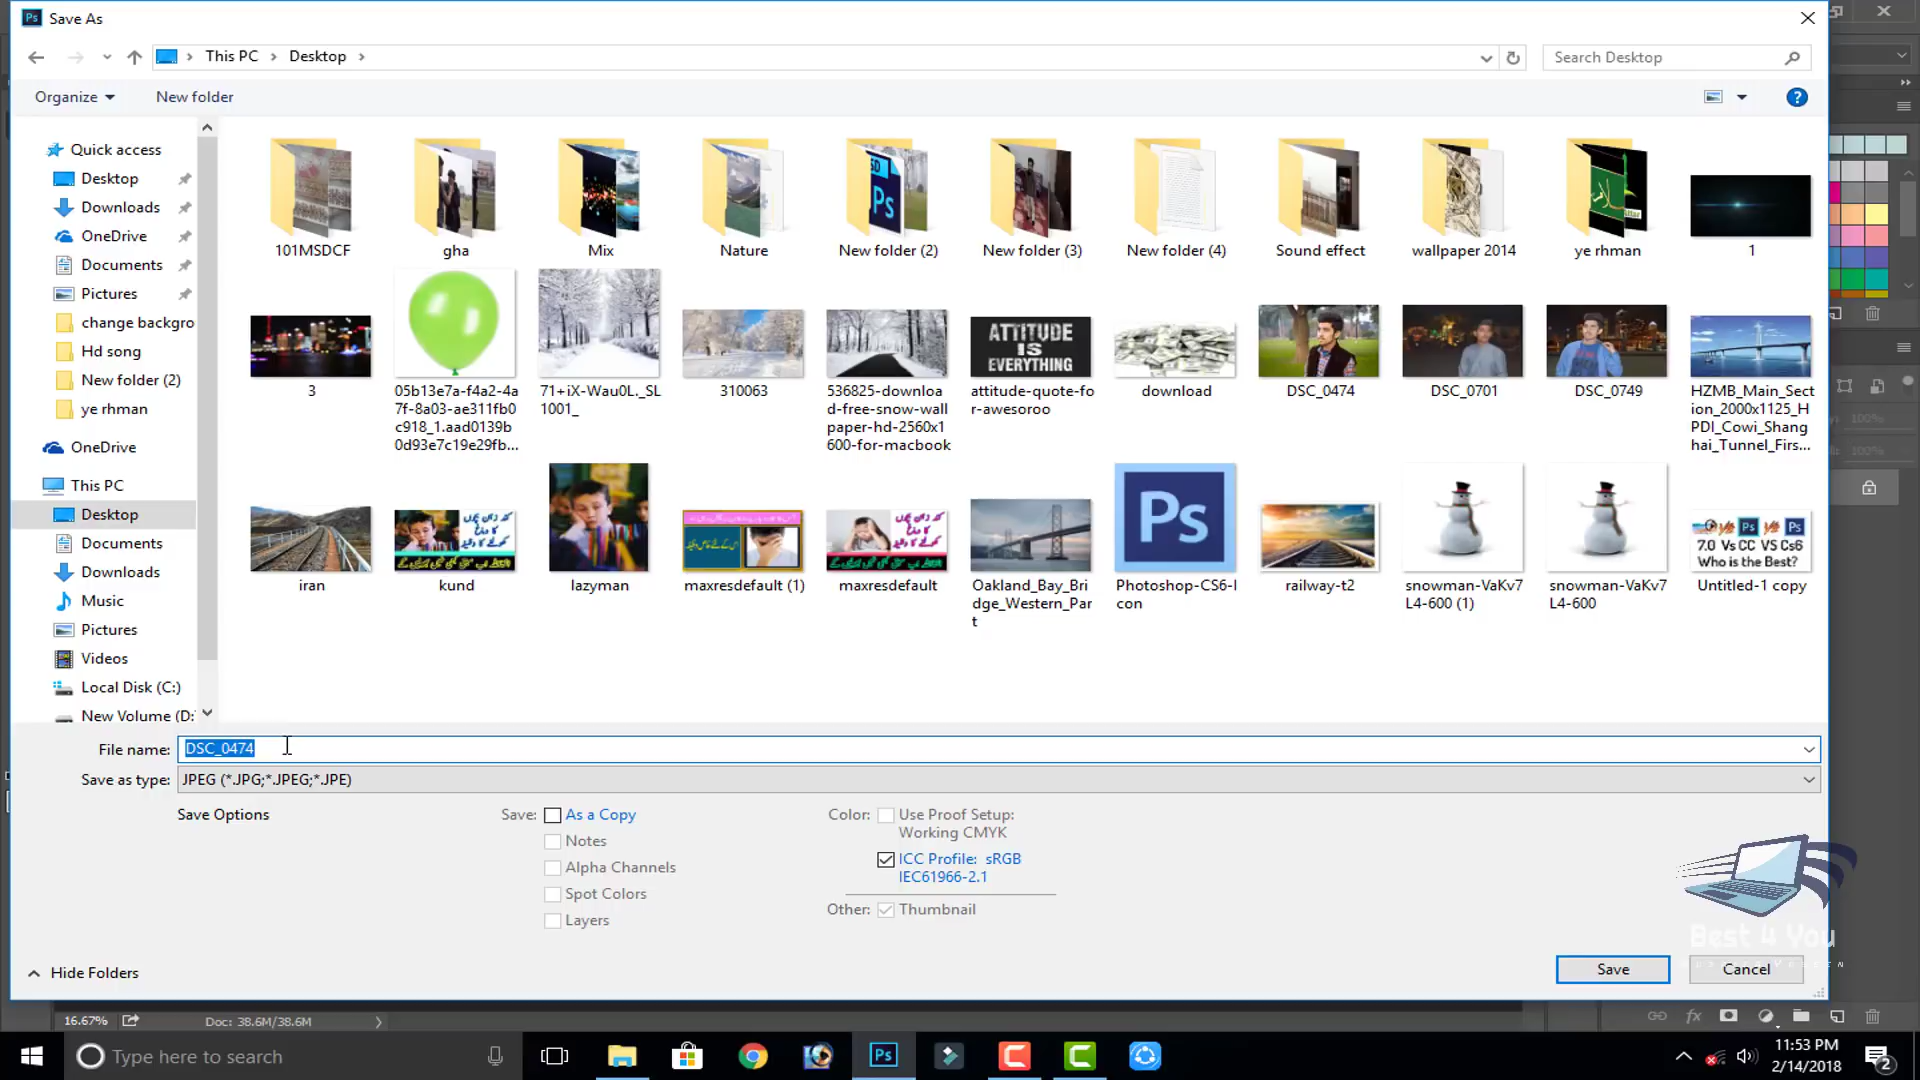 Ps Save As
This PC
Desktop
Search Desktop
Organize
New folder
Quick access
Desktop
Downloads
OneDrive
Documents
Pictures
change backgro
Hd song
New folder (2)
ye rhman
OneDrive
This PC
Desktop
Documents
Downloads
Music
Pictures
Videos
Local Disk (C:)
New Volume (D:
101MSDCF
gha
Mix
Nature
New folder (2)
New folder (3)
New folder (4)
Sound effect
wallpaper 2014
ye rhman
1
3
05b13e7a-f4a2-4a
7f-8a03-ae311fb0
c918_1.aad0139b
0d93e7c19e29fb...
71+iX-Wau0L._SL
1001_
310063
536825-downloa
d-free-snow-wall
paper-hd-2560x1
600-for-macbook
ATTITUDE
IS
EVERYTHING
attitude-quote-fo
r-awesoroo
download
DSC_0474
DSC_0701
DSC_0749
HZMB_Main_Sect
ion_2000x1125_H
PDI_Cowi_Shang
hai_Tunnel_Firs...
iran
kund
lazyman
maxresdefault (1)
maxresdefault
Oakland_Bay_Bri
dge_Western_Par
t
Ps
Photoshop-CS6-I
con
railway-t2
snowman-VaKv7
L4-600 (1)
snowman-VaKv7
L4-600
7.0 Vs CC VS Cs6
Who is the Best?
Untitled-1 copy
File name: DSC_0474
Save as type: JPEG (*.JPG;*.JPEG;*.JPE)
Save Options
Save: As a Copy
Notes
Alpha Channels
Spot Colors
Layers
Color: Use Proof Setup:
Working CMYK
ICC Profile: sRGB
IEC61966-2.1
Other: Thumbnail
Best 4 You
Hide Folders
Save
Cancel
16.67%
Doc: 38.6M/38.6M
fx
Type here to search
Ps
11:53 PM
2/14/2018
2